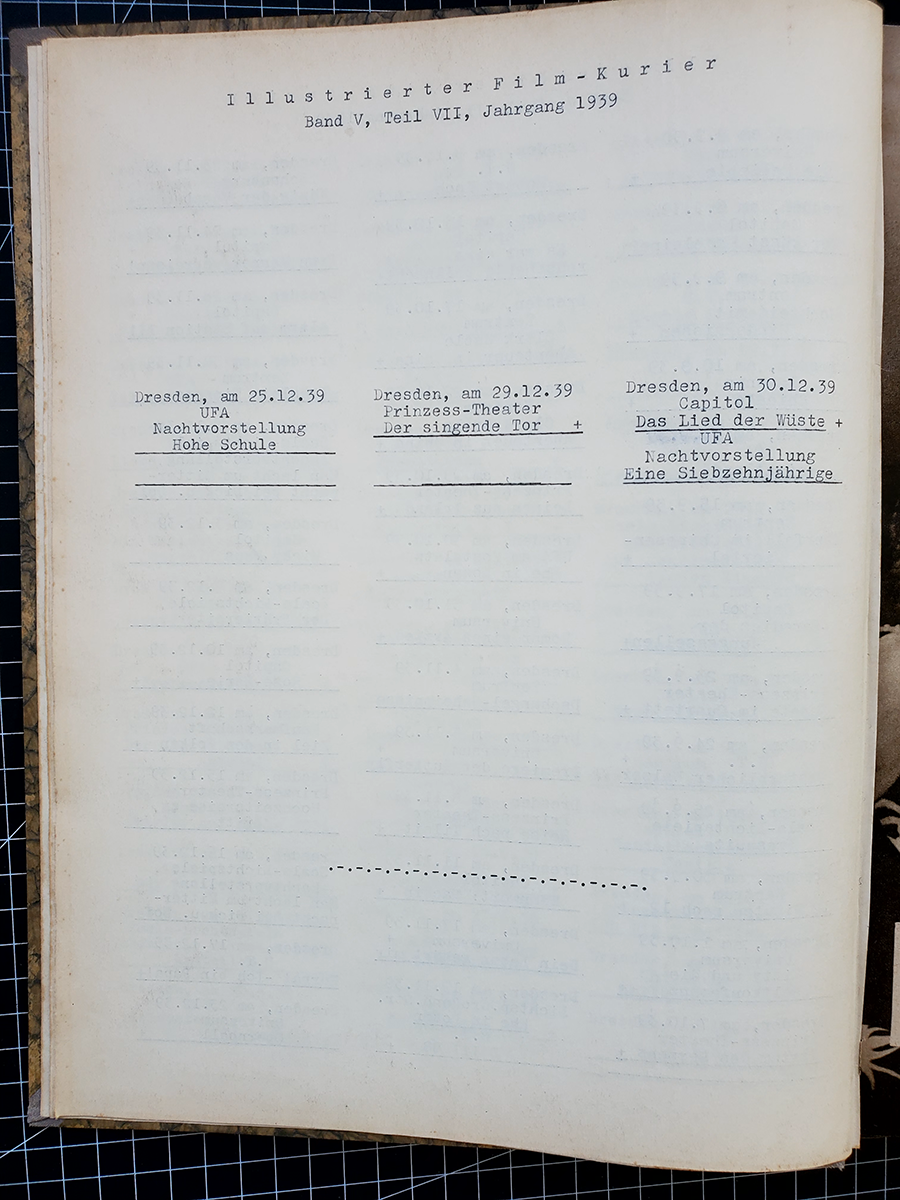 Illustrierter Film-Kurier
Band V, Teil VII, Jahrgang 1939
Dresden, am 25.12.39
UFA
Nachtvorstellung
Hohe Schule
Dresden, am 29.12.39
Prinzess-Theater
Der singende Tor +
Dresden, am 30.12.39
Capitol
Das Lied der Wüste +
UFA
Nachtvorstellung
Eine Siebzehnjährige